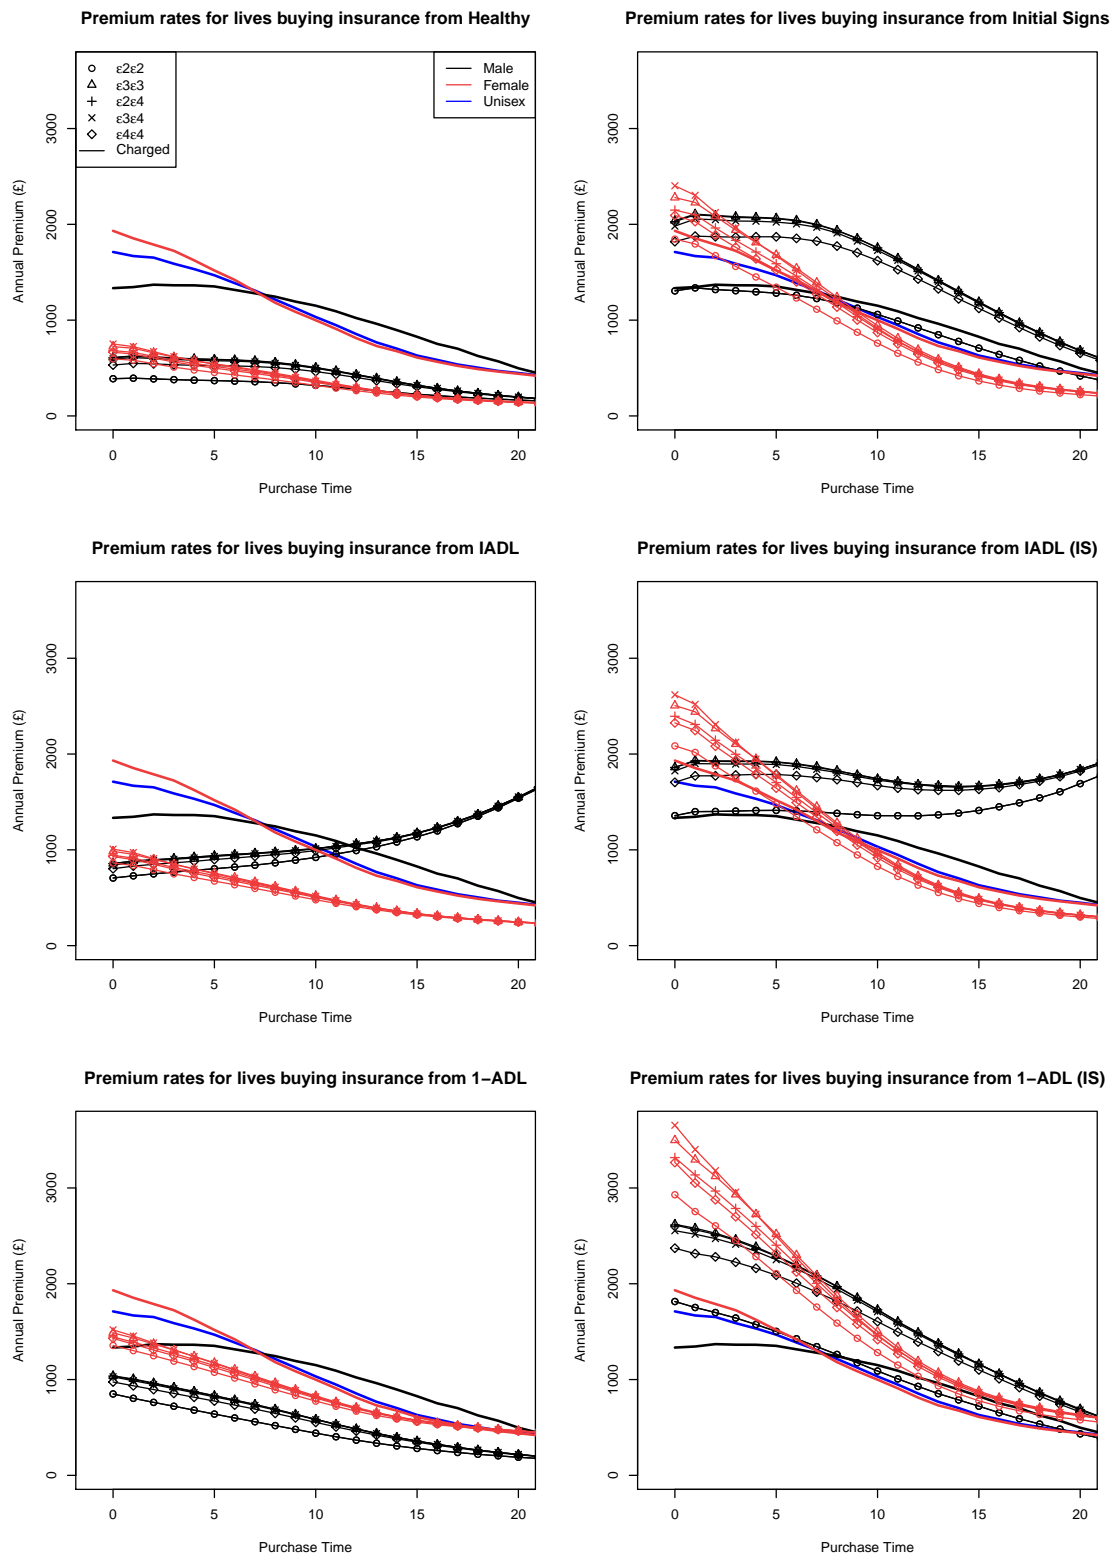 Premium rates for lives buying insurance from Healthy
Annual Premium (£)
0 1000 2000 3000
ε2ε2
ε3ε3
ε2ε4
ε3ε4
ε4ε4
Charged
Male
Female
Unisex
0 5 10 15 20
Purchase Time
Premium rates for lives buying insurance from Initial Signs
Annual Premium (£)
0 1000 2000 3000
0 5 10 15 20
Purchase Time
Premium rates for lives buying insurance from IADL
Annual Premium (£)
0 1000 2000 3000
0 5 10 15 20
Purchase Time
Premium rates for lives buying insurance from IADL (IS)
Annual Premium (£)
0 1000 2000 3000
0 5 10 15 20
Purchase Time
Premium rates for lives buying insurance from 1−ADL
Annual Premium (£)
0 1000 2000 3000
0 5 10 15 20
Purchase Time
Premium rates for lives buying insurance from 1−ADL (IS)
Annual Premium (£)
0 1000 2000 3000
0 5 10 15 20
Purchase Time